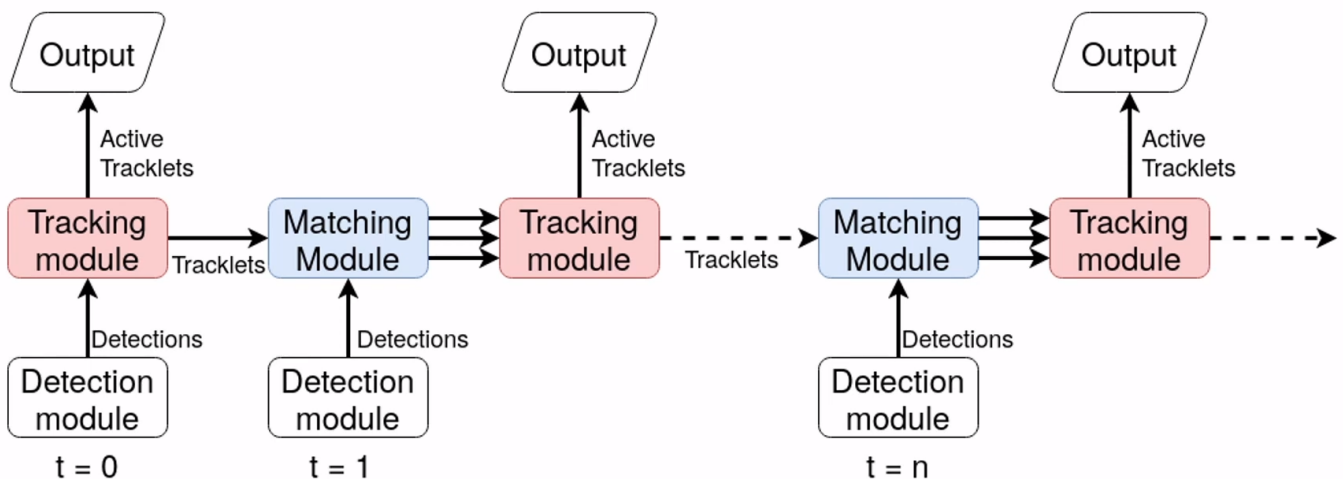 Output
Output
Output
Active
Tracklets
Active
Tracklets
Active
Tracklets
Tracking
module
Tracklets
Matching
Module
Tracking
module
Tracklets
Matching
Module
Tracking
module
Detections
Detections
Detections
Detection
module
Detection
module
Detection
module
t = 0
t = 1
t = n